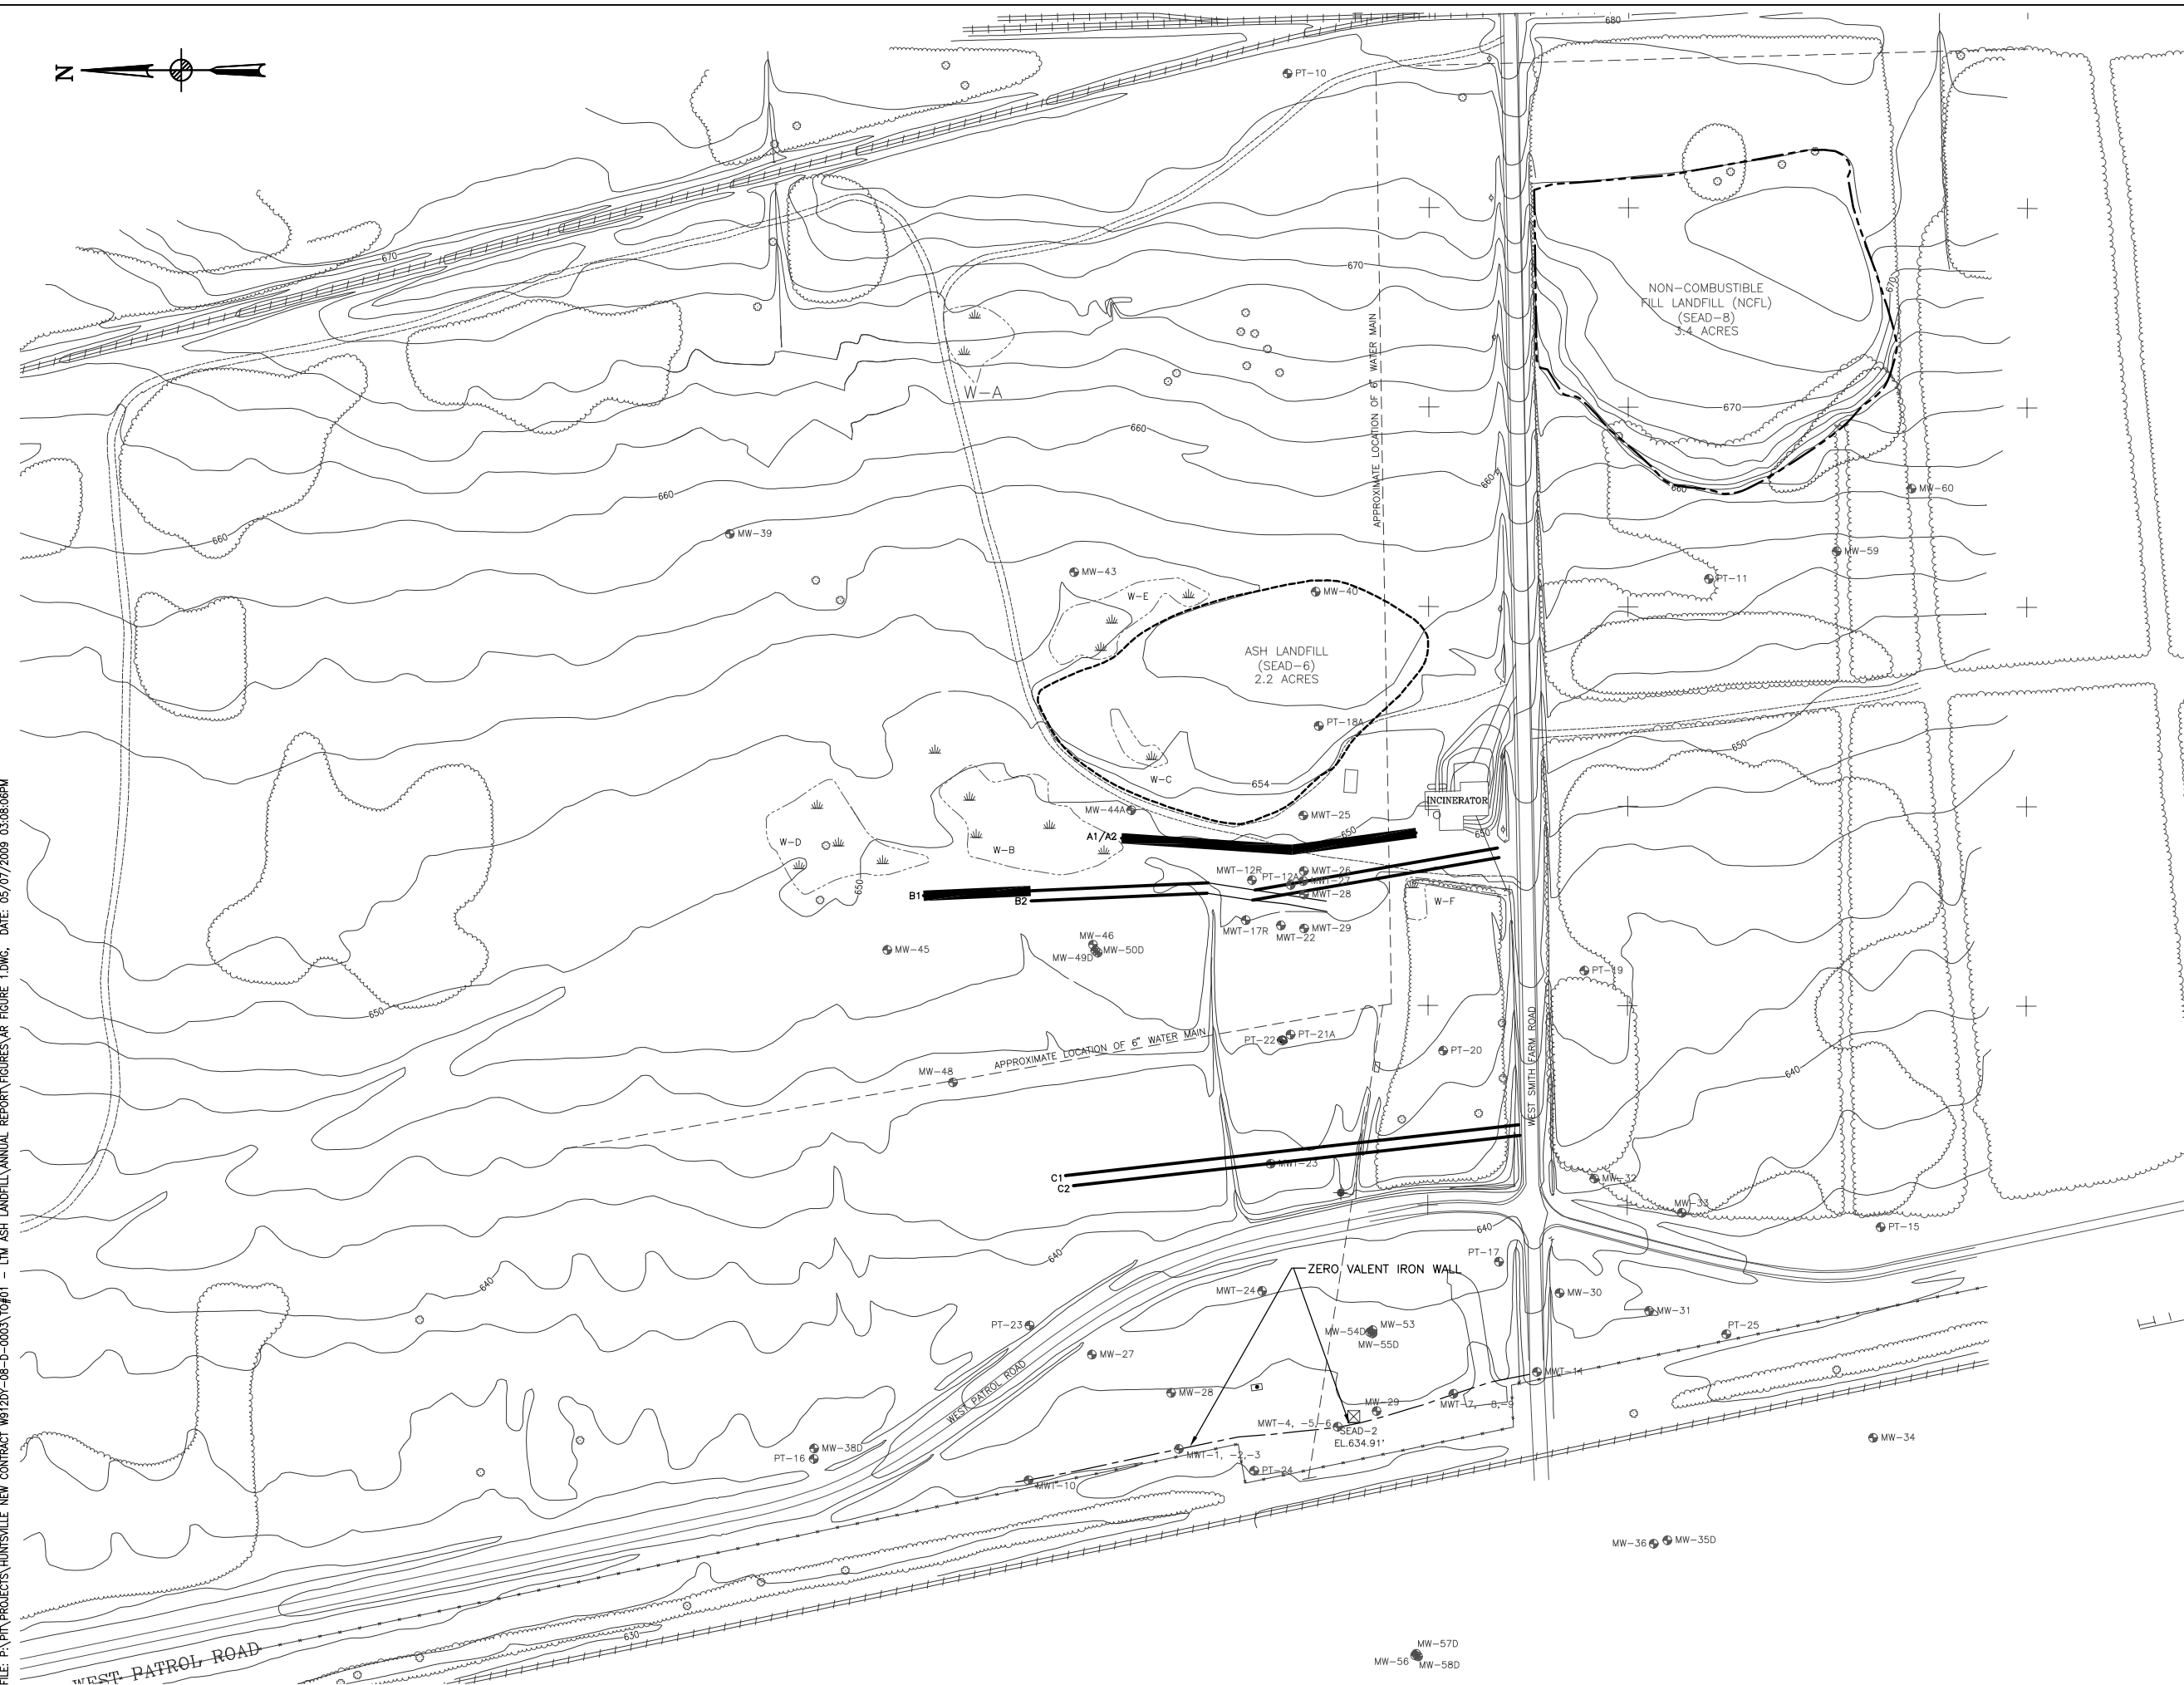 680
N
PT-10
670
670
NON-COMBUSTIBLE
FILL LANDFILL (NCFL)
(SEAD-8)
3.4 ACRES
670
APPROXIMATE LOCATION OF 6" WATER MAIN
W-A
670
660
660
660
660
MW-60
660
MW-39
MW-59
MW-43
PT-11
W-E
MW-40
ASH LANDFILL
(SEAD-6)
2.2 ACRES
PT-18A
650
W-C
654
INCINERATOR
MW-44A
MWT-25
A1/A2
650
650
W-D
W-B
MWT-12R
PT-12A
MWT-26
MWT-27
MWT-28
650
B1
B2
W-F
MWT-17R
MWT-22
MWT-29
MW-45
MW-46
MW-50D
MW-49D
PT-19
650
WEST SMITH FARM ROAD
APPROXIMATE LOCATION OF 6" WATER MAIN
PT-21A
PT-22
PT-20
MW-48
640
C1
C2
MWT-23
MW-32
MW-33
PT-15
640
640
PT-17
ZERO VALENT IRON WALL
640
MWT-24
MW-30
MW-31
PT-23
MW-53
MW-54D
MW-55D
PT-25
MW-27
WEST PATROL ROAD
MWT-14
MW-28
MWT-7, -8,-9
MW-29
MWT-4, -5,-6
SEAD-2
EL.634.91'
MW-34
MW-38D
PT-16
MWT-1, -2,-3
PT-24
MWT-10
MW-36
MW-35D
630
WEST PATROL ROAD
MW-57D
MW-56
MW-58D
FILE: P:\PIT\PROJECTS\HUNTSVILLE NEW CONTRACT W912DY-08-D-0003\TO#01 - LTM ASH LANDFILL\ANNUAL REPORT\FIGURES\AR FIGURE 1.DWG, DATE: 05/07/2009 03:08:06PM